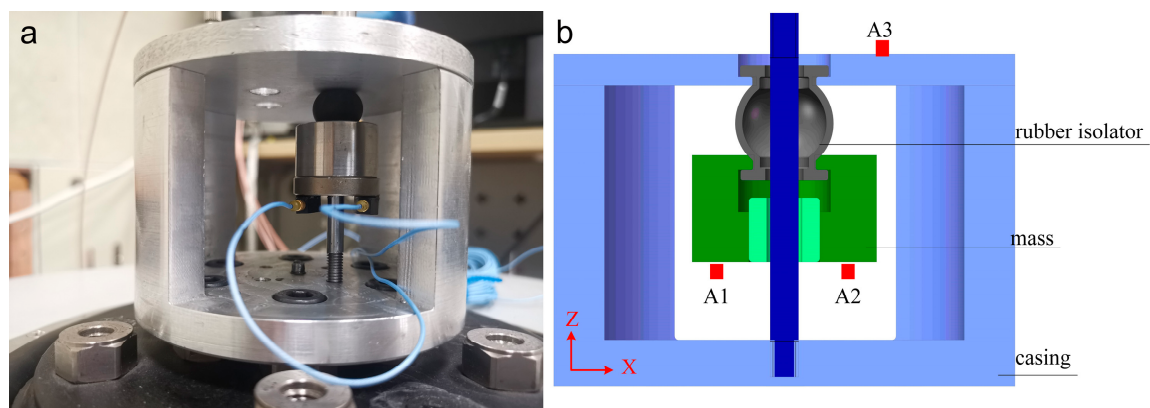 a
b
A3
rubber isolator
mass
A1
A2
Z
X
casing